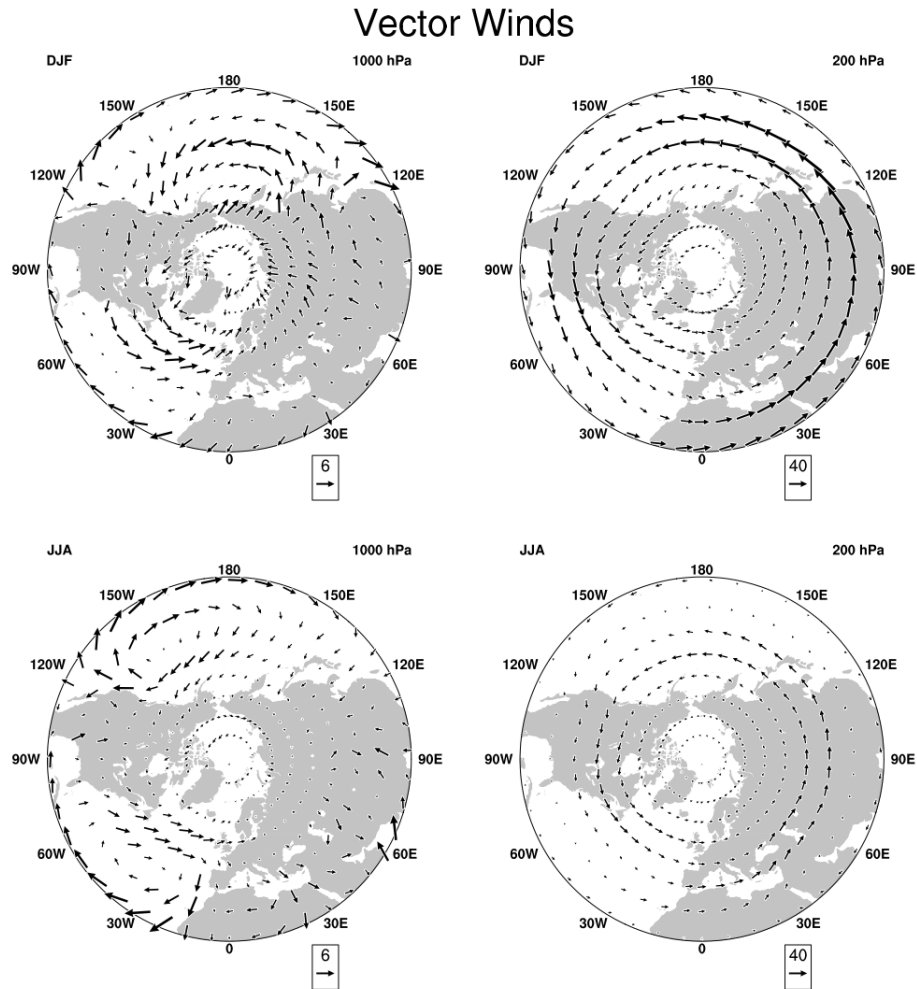 Vector Winds
DJF 1000 hPa
180
150W 150E
120W 120E
90W 90E
60W 60E
30W 30E
0
6
DJF 200 hPa
180
150W 150E
120W 120E
90W 90E
60W 60E
30W 30E
0
40
JJA 1000 hPa
180
150W 150E
120W 120E
90W 90E
60W 60E
30W 30E
0
6
JJA 200 hPa
180
150W 150E
120W 120E
90W 90E
60W 60E
30W 30E
0
40